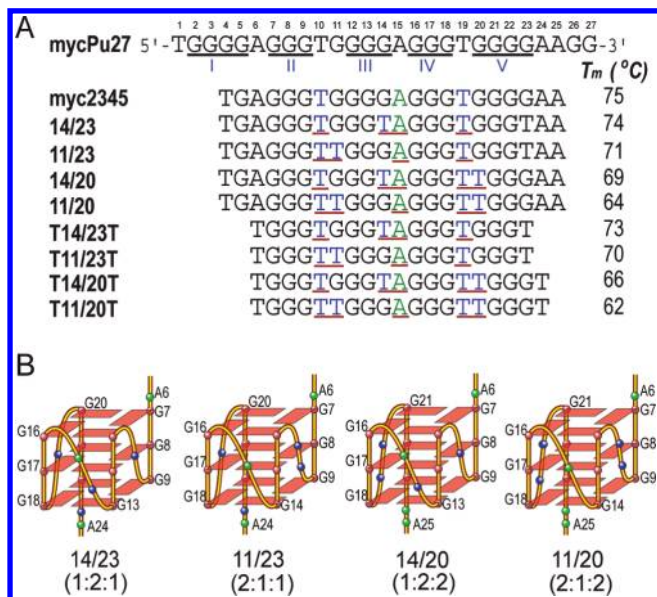 A
1 2 3 4 5 6 7 8 9 10 11 12 13 14 15 16 17 18 19 20 21 22 23 24 25 26 27
mycPu27 5'-TGGGGAGGGTGGGGAGGGTGGGGAAGG-3'
I II III IV V Tm (°C)
myc2345 TGAGGGTGGGGAGGGTGGGGAA 75
14/23 TGAGGGTGGGTAGGGTGGGTAA 74
11/23 TGAGGGTTGGGAGGGTGGGTAA 71
14/20 TGAGGGTGGGTAGGGTTGGGAA 69
11/20 TGAGGGTTGGGAGGGTTGGGAA 64
T14/23T TGGGTGGGTAGGGTGGGT 73
T11/23T TGGGTTGGGAGGGTGGGT 70
T14/20T TGGGTGGGTAGGGTTGGGT 66
T11/20T TGGGTTGGGAGGGTTGGGT 62
B
G20 A6 G7 G16 G8 G17 G9 G18 G13 A24
14/23
(1:2:1)
G20 A6 G7 G16 G8 G17 G9 G18 G14 A24
11/23
(2:1:1)
G21 A6 G7 G16 G8 G17 G9 G18 G13 A25
14/20
(1:2:2)
G21 A6 G7 G16 G8 G17 G9 G18 G14 A25
11/20
(2:1:2)